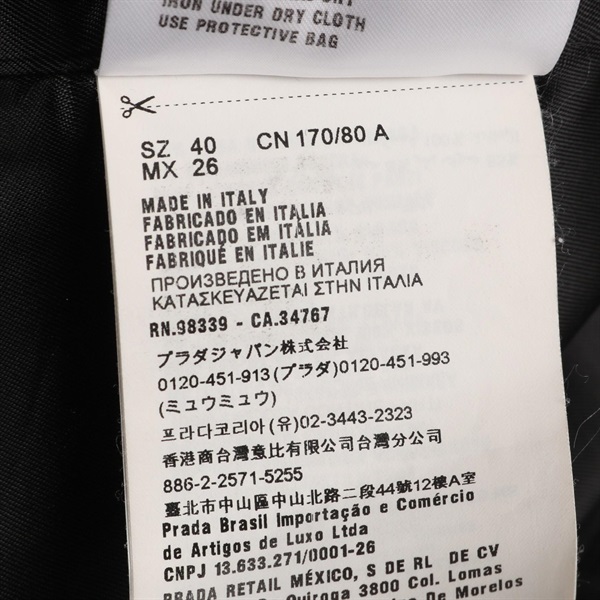 IRON UNDER DRY CLOTH
USE PROTECTIVE BAG
SZ 40 CN 170/80 A
MX 26
MADE IN ITALY
FABRICADO EN ITALIA
FABRICADO EM ITÁLIA
FABRIQUÉ EN ITALIE
ПРОИЗВЕДЕНО В ИТАЛИЯ
ΚΑΤΑΣΚΕΥΑΖΕΤΑΙ ΣΤΗΝ ΙΤΑΛΙΑ
RN.98339 - CA.34767
プラダジャパン株式会社
0120-451-913 (プラダ)0120-451-993
(ミュウミュウ)
프라다코리아 (유)02-3443-2323
香港商台灣意比有限公司台灣分公司
886-2-2571-5255
臺北市中山區中山北路二段44號12樓A室
Prada Brasil Importação e Comércio
de Artigos de Luxo Ltda
CNPJ 13.633.271/0001-26
PRADA RETAIL MÉXICO, S DE RL DE CV
Quiroga 3800 Col. Lomas
De Morelos